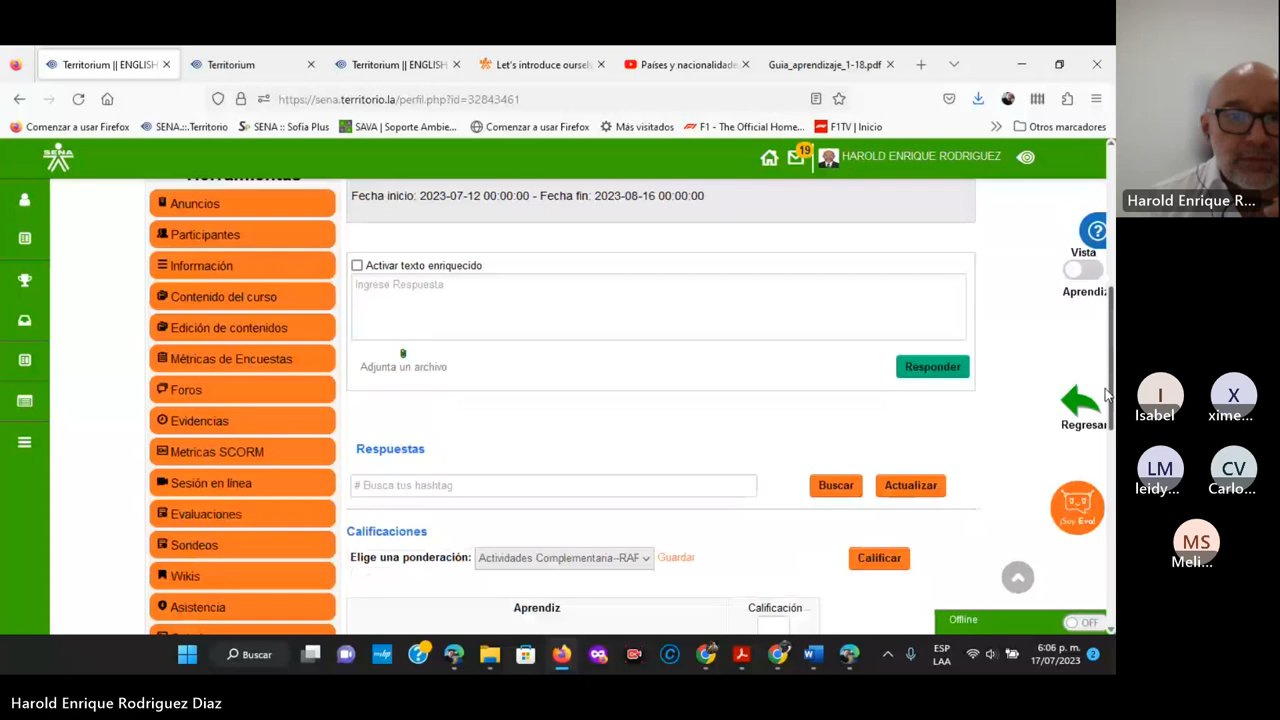 Territorium || ENGLISH
Territorium
Territorium || ENGLISH
Let's introduce oursel
Países y nacionalidade
Guia_aprendizaje_1-18.pdf
https://sena.territorio.la/perfil.php?id=32843461
Comenzar a usar Firefox
SENA.::.Territorio
SENA :: Sofia Plus
SAVA | Soporte Ambie...
Comenzar a usar Firefox
Más visitados
F1 - The Official Home...
F1TV | Inicio
Otros marcadores
SENA
19
HAROLD ENRIQUE RODRIGUEZ
Harold Enrique R...
Herramientas
Anuncios
Participantes
Información
Contenido del curso
Edición de contenidos
Métricas de Encuestas
Foros
Evidencias
Metricas SCORM
Sesión en línea
Evaluaciones
Sondeos
Wikis
Asistencia
Fecha inicio: 2023-07-12 00:00:00 - Fecha fin: 2023-08-16 00:00:00
Activar texto enriquecido
Ingrese Respuesta
Adjunta un archivo
Responder
Respuestas
# Busca tus hashtag
Buscar
Actualizar
Calificaciones
Elige una ponderación:
Actividades Complementaria--RAF
Guardar
Calificar
Aprendiz
Calificación
Vista
Aprendiz
Regresar
¡Soy Eva!
Offline
OFF
I
Isabel
X
xime...
LM
leidy...
CV
Carlo...
MS
Meli...
Buscar
ESP
LAA
6:06 p. m.
17/07/2023
2
Harold Enrique Rodriguez Diaz